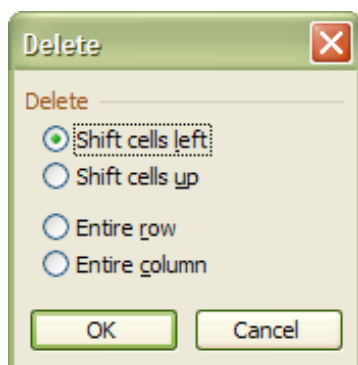 Delete
Delete
Shift cells left
Shift cells up
Entire row
Entire column
OK Cancel